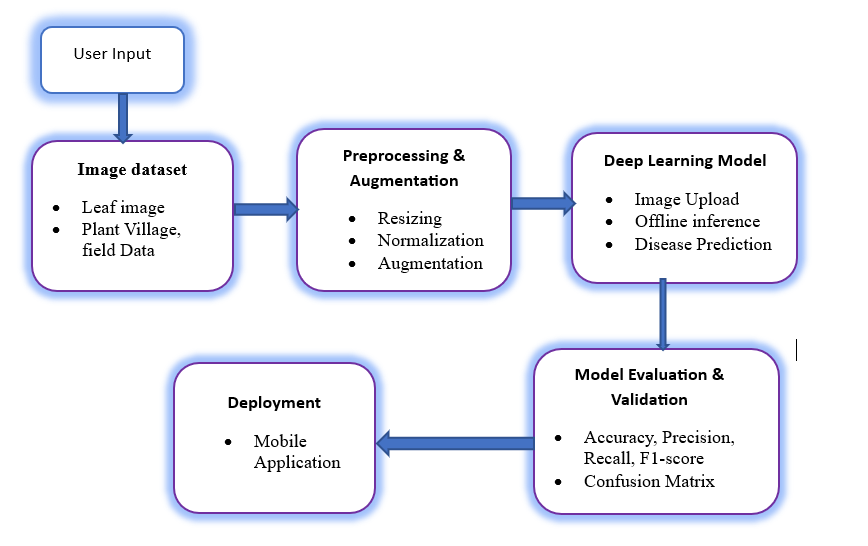 User Input
Image dataset
• Leaf image
• Plant Village,
field Data
Preprocessing &
Augmentation
• Resizing
• Normalization
• Augmentation
Deep Learning Model
• Image Upload
• Offline inference
• Disease Prediction
Model Evaluation &
Validation
• Accuracy, Precision,
Recall, F1-score
• Confusion Matrix
Deployment
• Mobile
Application